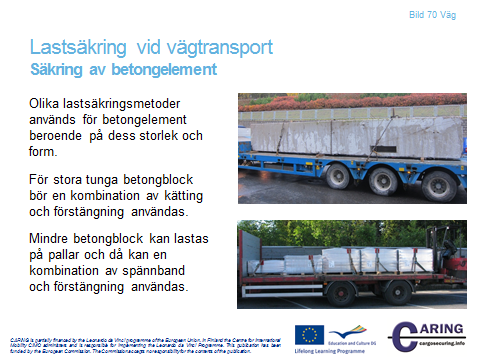 Bild 70 Väg
Lastsäkring vid vägtransport
Säkring av betongelement
Olika lastsäkringsmetoder
används för betongelement
beroende på dess storlek och
form.
För stora tunga betongblock
bör en kombination av kätting
och förstängning användas.
Mindre betongblock kan lastas
på pallar och då kan en
kombination av spännband
och förstängning användas.
CARING is partially financed by the Leonardo da Vinci programme of the European Union. In Finland the Centre for International
Mobility CIMO administers and is responsible for implementing the Leonardo da Vinci Programme. This publication has been
funded by European Commission. The Commission accepts no responsibility for the contents of the publication.
Education and Culture DG
Lifelong Learning Programme
CARING
cargosecuring.info